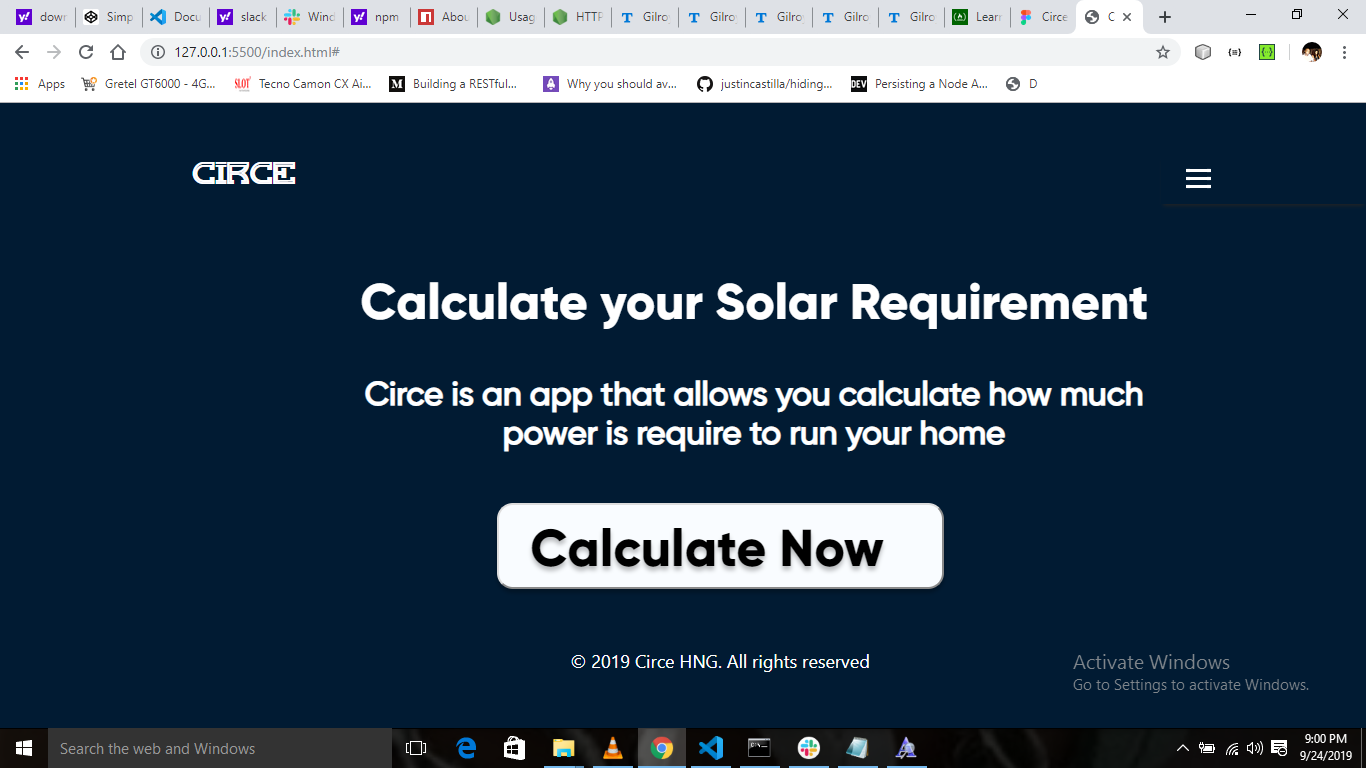 dowr
Simp
Docu
slack
Wind
npm
Abou
Usag
HTTP
Gilro
Gilro
Gilro
Gilro
Gilro
Learn
Circe
127.0.0.1:5500/index.html#
Apps
Gretel GT6000 - 4G...
SLOT
Tecno Camon CX Ai...
Building a RESTful...
Why you should av...
justincastilla/hiding...
DEV
Persisting a Node A...
D
CIRCE
Calculate your Solar Requirement
Circe is an app that allows you calculate how much
power is require to run your home
Calculate Now
© 2019 Circe HNG. All rights reserved
Activate Windows
Go to Settings to activate Windows.
Search the web and Windows
9:00 PM
9/24/2019